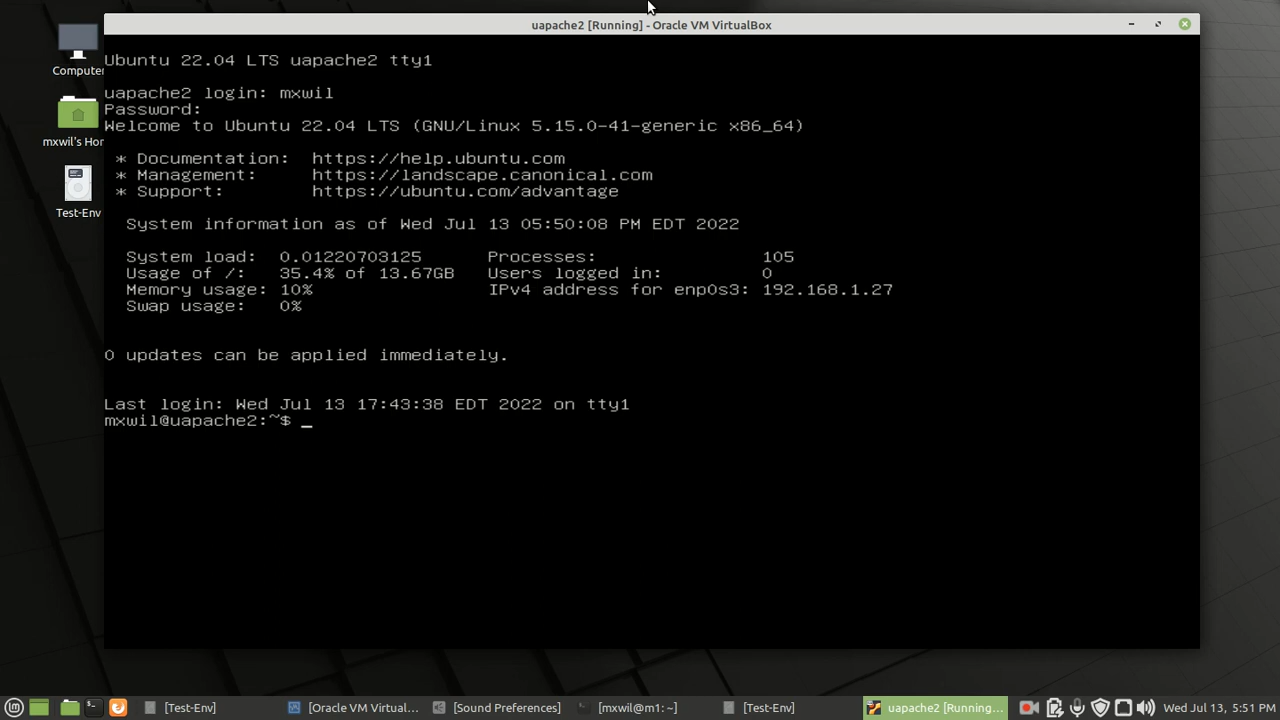 uapache2 [Running] - Oracle VM VirtualBox
Computer
mxwil's Hom
Test-Env
Ubuntu 22.04 LTS uapache2 tty1
uapache2 login: mxwil
Password:
Welcome to Ubuntu 22.04 LTS (GNU/Linux 5.15.0-41-generic x86_64)
* Documentation: https://help.ubuntu.com
* Management: https://landscape.canonical.com
* Support: https://ubuntu.com/advantage
System information as of Wed Jul 13 05:50:08 PM EDT 2022
System load: 0.01220703125 Processes: 105
Usage of /: 35.4% of 13.67GB Users logged in: 0
Memory usage: 10% IPv4 address for enp0s3: 192.168.1.27
Swap usage: 0%
0 updates can be applied immediately.
Last login: Wed Jul 13 17:43:38 EDT 2022 on tty1
mxwil@uapache2:~$ _
[Test-Env] [Oracle VM Virtual... [Sound Preferences] [mxwil@m1: ~] [Test-Env] uapache2 [Running... Wed Jul 13, 5:51 PM